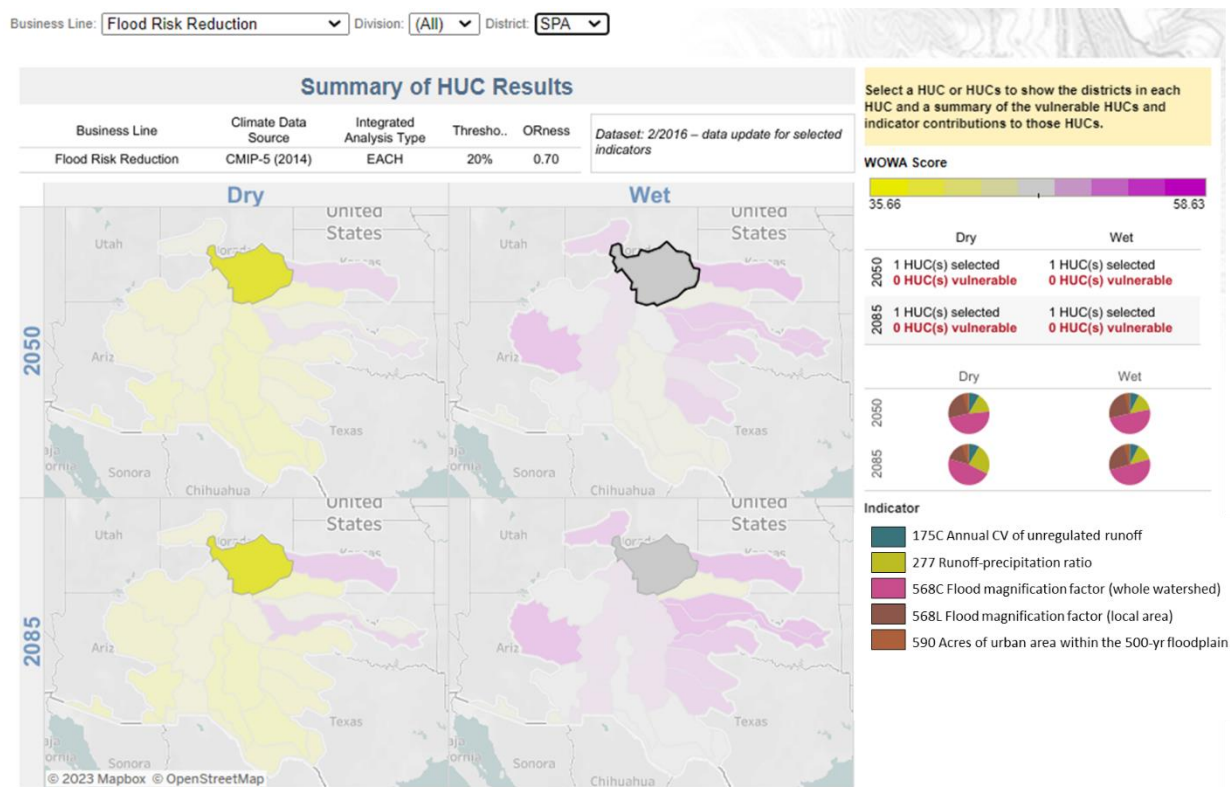 Business Line: Flood Risk Reduction Division: (All) District: SPA
Summary of HUC Results
Business Line Climate Data Source Integrated Analysis Type Thresho.. ORness
Flood Risk Reduction CMIP-5 (2014) EACH 20% 0.70
Dataset: 2/2016 – data update for selected
indicators
Select a HUC or HUCs to show the districts in each
HUC and a summary of the vulnerable HUCs and
indicator contributions to those HUCs.
WOWA Score
35.66 58.63
Dry Wet
2050
United
States
Utah
Ariz
Texas
Sonora
Chihuahua
United
States
Utah
Kansas
Ariz
Texas
Sonora
Chihuahua
2085
United
States
Utah
Ariz
Texas
Sonora
United
States
Utah
Ariz
Texas
Sonora
Chihuahua
© 2023 Mapbox © OpenStreetMap
Dry Wet
2050
1 HUC(s) selected 1 HUC(s) selected
0 HUC(s) vulnerable 0 HUC(s) vulnerable
2085
1 HUC(s) selected 1 HUC(s) selected
0 HUC(s) vulnerable 0 HUC(s) vulnerable
Dry Wet
2050
2085
Indicator
175C Annual CV of unregulated runoff
277 Runoff-precipitation ratio
568C Flood magnification factor (whole watershed)
568L Flood magnification factor (local area)
590 Acres of urban area within the 500-yr floodplain